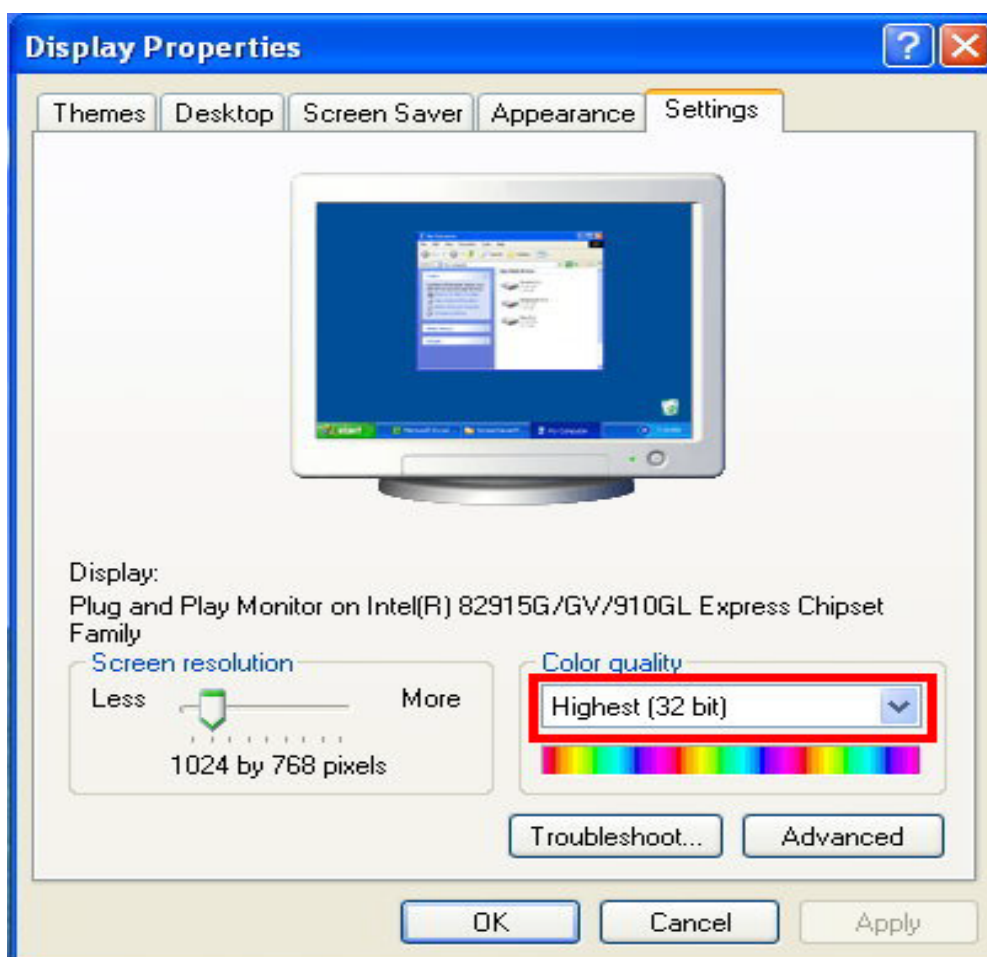 Display Properties
Themes Desktop Screen Saver Appearance Settings
start
Display:
Plug and Play Monitor on Intel(R) 82915G/GV/910GL Express Chipset
Family
Screen resolution
Less More
1024 by 768 pixels
Color quality
Highest (32 bit)
Troubleshoot... Advanced
OK Cancel Apply